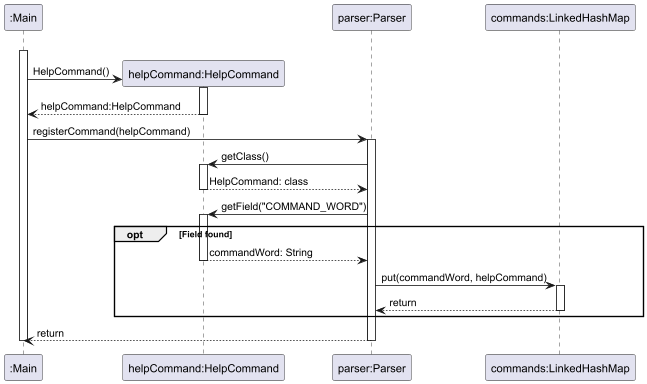 :Main
parser:Parser
commands:LinkedHashMap
HelpCommand()
helpCommand:HelpCommand
helpCommand:HelpCommand
registerCommand(helpCommand)
getClass()
HelpCommand: class
getField("COMMAND_WORD")
opt
[Field found]
commandWord: String
put(commandWord, helpCommand)
return
return
:Main
helpCommand:HelpCommand
parser:Parser
commands:LinkedHashMap